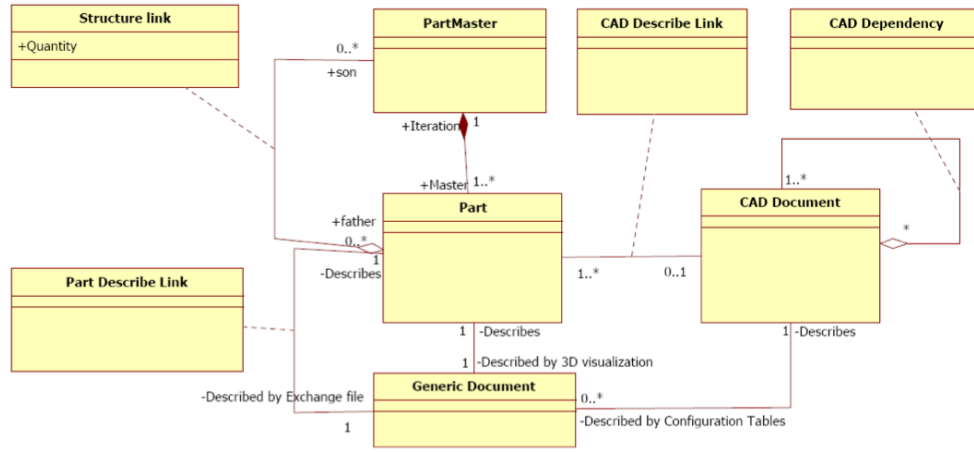 Structure link
+Quantity
PartMaster
CAD Describe Link
CAD Dependency
0..*
+son
+Iteration
1
+Master
1..*
Part
+father
0..*
1
-Describes
1..*
0..1
1..*
CAD Document
*
Part Describe Link
1
-Describes
1
-Describes
1
-Described by 3D visualization
Generic Document
-Described by Exchange file
1
0..*
-Described by Configuration Tables